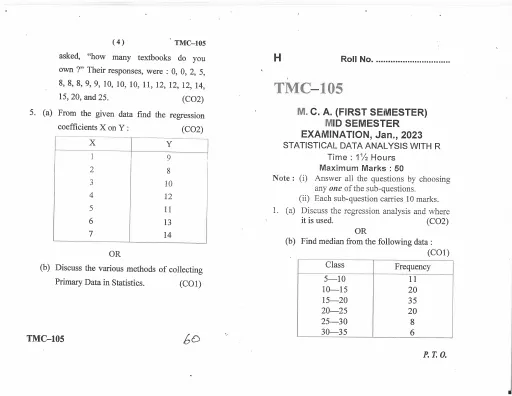 ( 4 ) TMC–105
asked, "how many textbooks do you
own ?" Their responses, were : 0, 0, 2, 5,
8, 8, 8, 9, 9, 10, 10, 10, 11, 12, 12, 12, 14,
15, 20, and 25. (CO2)
5. (a) From the given data find the regression
coefficients X on Y : (CO2)
X Y
1 9
2 8
3 10
4 12
5 11
6 13
7 14
OR
(b) Discuss the various methods of collecting
Primary Data in Statistics. (CO1)
TMC–105 60
H Roll No. ..............................
TMC–105
M. C. A. (FIRST SEMESTER)
MID SEMESTER
EXAMINATION, Jan., 2023
STATISTICAL DATA ANALYSIS WITH R
Time : 1½ Hours
Maximum Marks : 50
Note : (i) Answer all the questions by choosing
any one of the sub-questions.
(ii) Each sub-question carries 10 marks.
1. (a) Discuss the regression analysis and where
it is used. (CO2)
OR
(b) Find median from the following data :
(CO1)
Class Frequency
5—10 11
10—15 20
15—20 35
20—25 20
25—30 8
30—35 6
P. T. O.